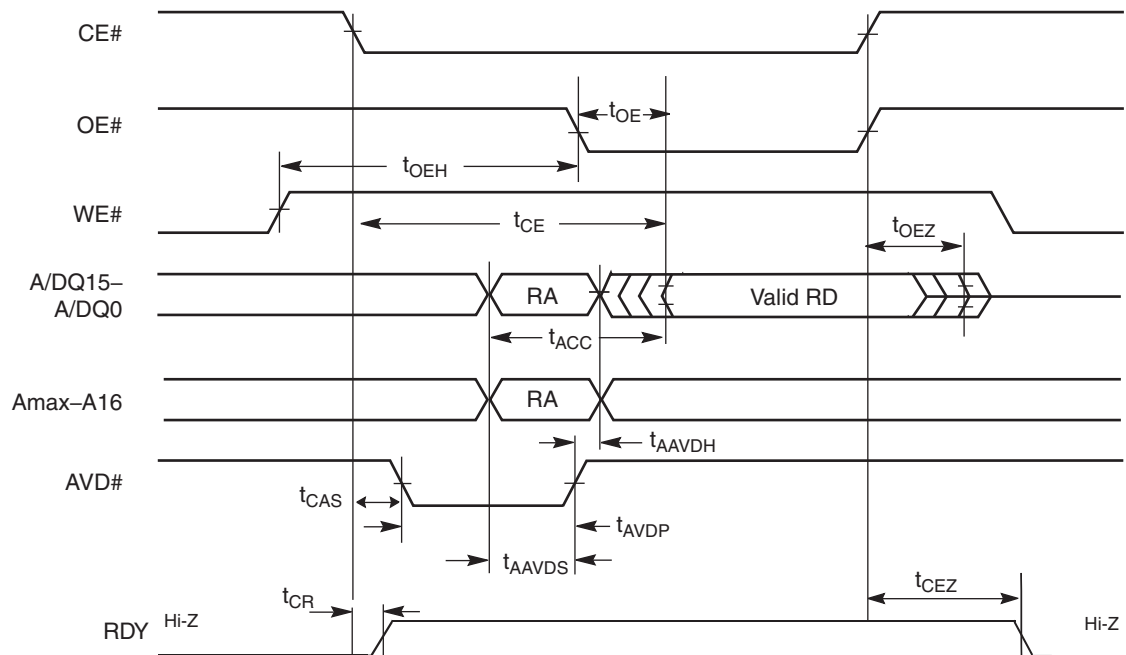 CE#
OE#
tOE
tOEH
WE#
tCE
tOEZ
A/DQ15–
A/DQ0
RA
Valid RD
tACC
Amax–A16
RA
tAAVDH
AVD#
tCAS
tAVDP
tAAVDS
tCEZ
tCR
RDY
Hi-Z
Hi-Z